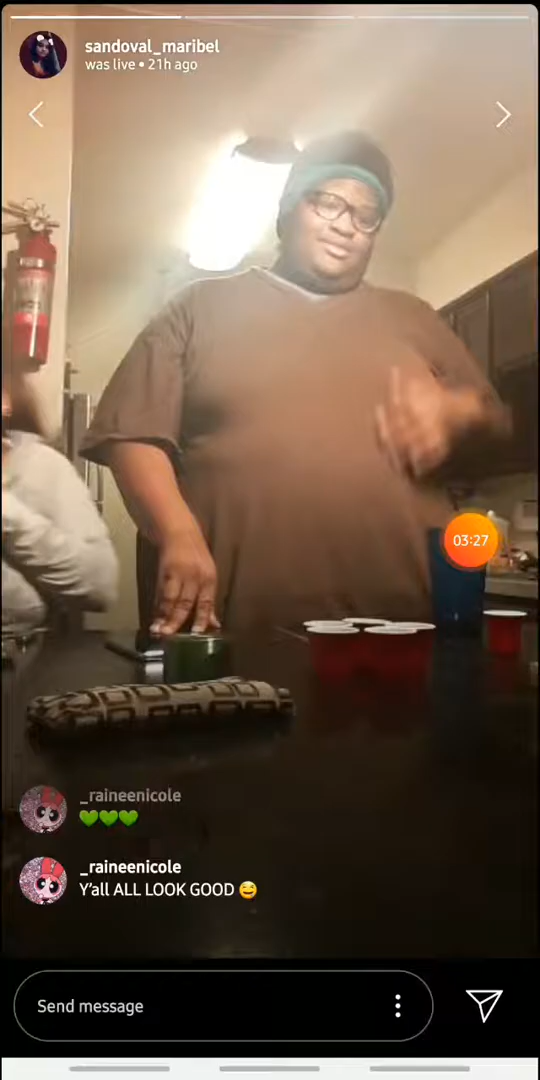 sandoval_maribel
was live • 21h ago
03:27
_raineenicole
💚💚💚
_raineenicole
Y'all ALL LOOK GOOD 😅
Send message